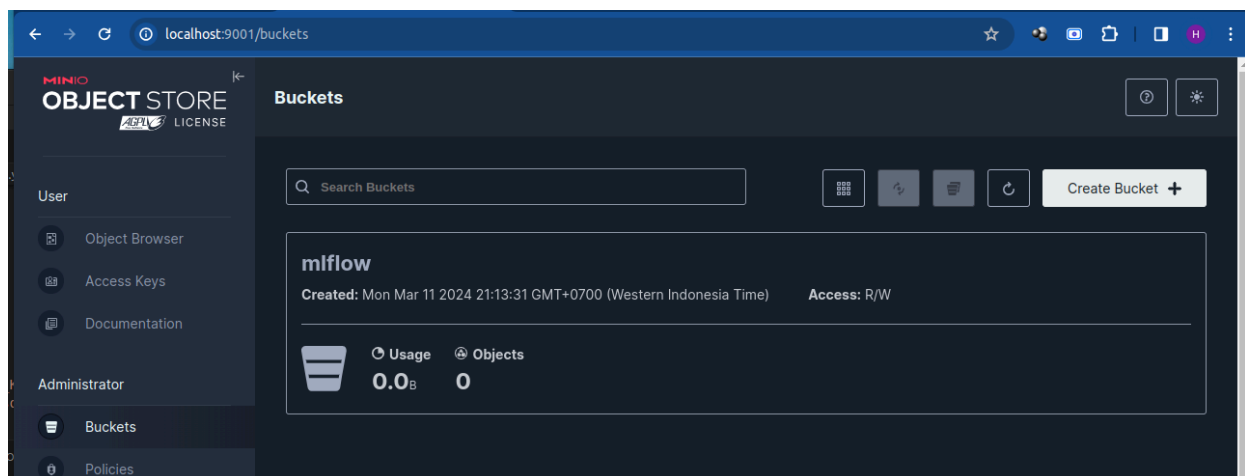 localhost:9001/buckets
H
MINIO
OBJECT STORE
AGPLv3 LICENSE
Buckets
User
Object Browser
Access Keys
Documentation
Administrator
Buckets
Policies
Search Buckets
Create Bucket +
mlflow
Created: Mon Mar 11 2024 21:13:31 GMT+0700 (Western Indonesia Time) Access: R/W
Usage Objects
0.0B 0